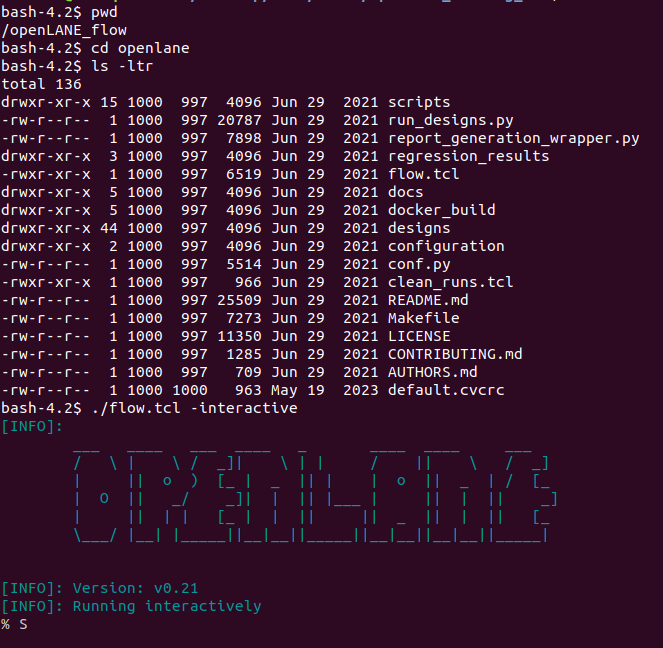 bash-4.2$ pwd
/openLANE_flow
bash-4.2$ cd openlane
bash-4.2$ ls -ltr
total 136
drwxr-xr-x 15 1000  997  4096 Jun 29  2021 scripts
-rw-r--r--  1 1000  997 20787 Jun 29  2021 run_designs.py
-rw-r--r--  1 1000  997  7898 Jun 29  2021 report_generation_wrapper.py
drwxr-xr-x  3 1000  997  4096 Jun 29  2021 regression_results
-rwxr-xr-x  1 1000  997  6519 Jun 29  2021 flow.tcl
drwxr-xr-x  5 1000  997  4096 Jun 29  2021 docs
drwxr-xr-x  5 1000  997  4096 Jun 29  2021 docker_build
drwxr-xr-x 44 1000  997  4096 Jun 29  2021 designs
drwxr-xr-x  2 1000  997  4096 Jun 29  2021 configuration
-rw-r--r--  1 1000  997  5514 Jun 29  2021 conf.py
-rwxr-xr-x  1 1000  997   966 Jun 29  2021 clean_runs.tcl
-rw-r--r--  1 1000  997 25509 Jun 29  2021 README.md
-rw-r--r--  1 1000  997  7273 Jun 29  2021 Makefile
-rw-r--r--  1 1000  997 11350 Jun 29  2021 LICENSE
-rw-r--r--  1 1000  997  1285 Jun 29  2021 CONTRIBUTING.md
-rw-r--r--  1 1000  997   709 Jun 29  2021 AUTHORS.md
-rw-r--r--  1 1000 1000   963 May 19  2023 default.cvcrc
bash-4.2$ ./flow.tcl -interactive
[INFO]:
OPENLANE
[INFO]: Version: v0.21
[INFO]: Running interactively
% S